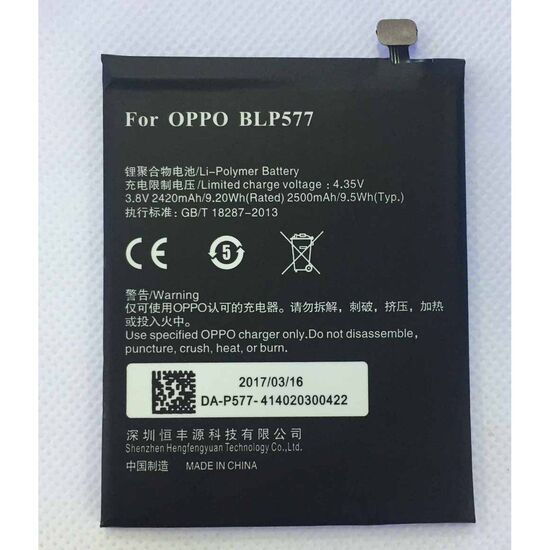 For OPPO BLP577
锂聚合物电池/Li-Polymer Battery
充电限制电压/Limited charge voltage : 4.35V
3.8V 2420mAh/9.20Wh(Rated) 2500mAh/9.5Wh(Typ.)
执行标准: GB/T 18287-2013
CE 5
警告/Warning
仅可使用OPPO认可的充电器。请勿拆解，刺破，挤压，加热
或投入火中。
Use specified OPPO charger only.Do not disassemble,
puncture, crush, heat, or burn.
2017/03/16
DA-P577-414020300422
深圳恒丰源科技有限公司
Shenzhen Hengfengyuan Technology Co.,Ltd.
中国制造 MADE IN CHINA